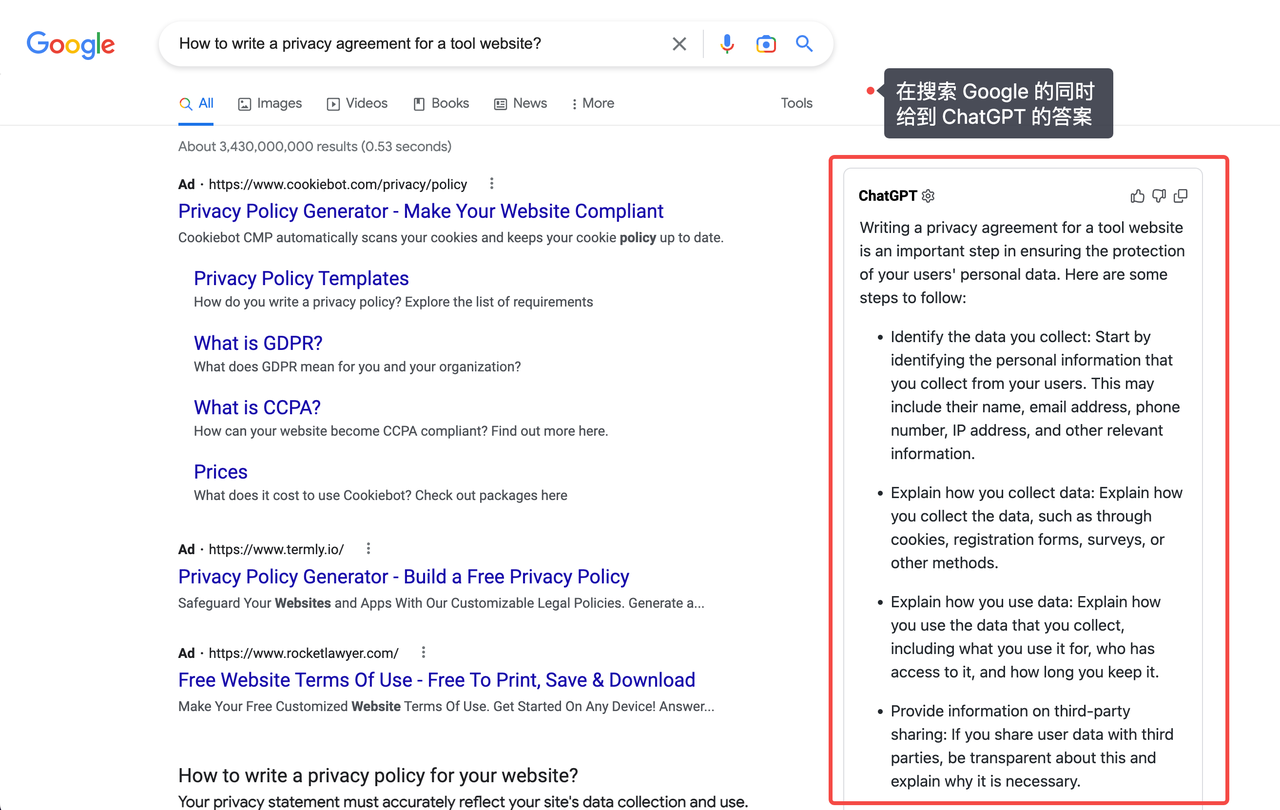 Google
How to write a privacy agreement for a tool website?
All
Images
Videos
Books
News
More
Tools
About 3,430,000,000 results (0.53 seconds)
Ad · https://www.cookiebot.com/privacy/policy
Privacy Policy Generator - Make Your Website Compliant
Cookiebot CMP automatically scans your cookies and keeps your cookie policy up to date.
Privacy Policy Templates
How do you write a privacy policy? Explore the list of requirements
What is GDPR?
What does GDPR mean for you and your organization?
What is CCPA?
How can your website become CCPA compliant? Find out more here.
Prices
What does it cost to use Cookiebot? Check out packages here
Ad · https://www.termly.io/
Privacy Policy Generator - Build a Free Privacy Policy
Safeguard Your Websites and Apps With Our Customizable Legal Policies. Generate a...
Ad · https://www.rocketlawyer.com/
Free Website Terms Of Use - Free To Print, Save & Download
Make Your Free Customized Website Terms Of Use. Get Started On Any Device! Answer...
How to write a privacy policy for your website?
Your privacy statement must accurately reflect your site's data collection and use.
在搜索 Google 的同时
给到 ChatGPT 的答案
ChatGPT
Writing a privacy agreement for a tool website
is an important step in ensuring the protection
of your users' personal data. Here are some
steps to follow:
• Identify the data you collect: Start by
identifying the personal information that
you collect from your users. This may
include their name, email address, phone
number, IP address, and other relevant
information.
• Explain how you collect data: Explain how
you collect the data, such as through
cookies, registration forms, surveys, or
other methods.
• Explain how you use data: Explain how
you use the data that you collect,
including what you use it for, who has
access to it, and how long you keep it.
• Provide information on third-party
sharing: If you share user data with third
parties, be transparent about this and
explain why it is necessary.